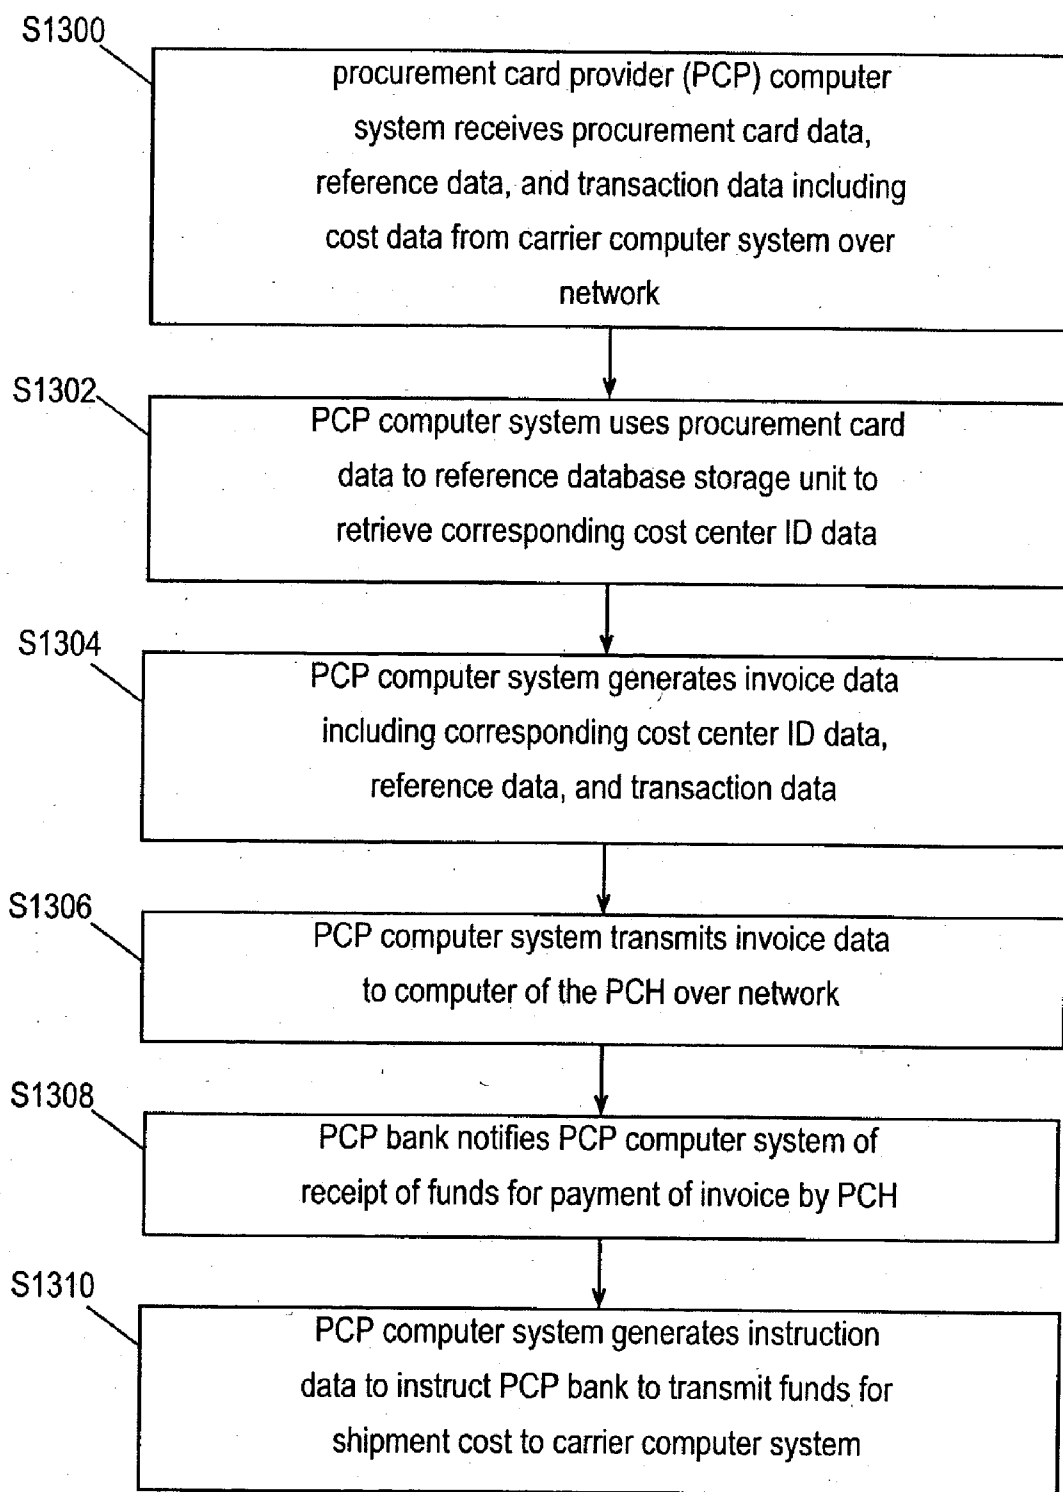 S1300
procurement card provider (PCP) computer
system receives procurement card data,
reference data, and transaction data including
cost data from carrier computer system over
network
S1302
PCP computer system uses procurement card
data to reference database storage unit to
retrieve corresponding cost center ID data
S1304
PCP computer system generates invoice data
including corresponding cost center ID data,
reference data, and transaction data
S1306
PCP computer system transmits invoice data
to computer of the PCH over network
S1308
PCP bank notifies PCP computer system of
receipt of funds for payment of invoice by PCH
S1310
PCP computer system generates instruction
data to instruct PCP bank to transmit funds for
shipment cost to carrier computer system